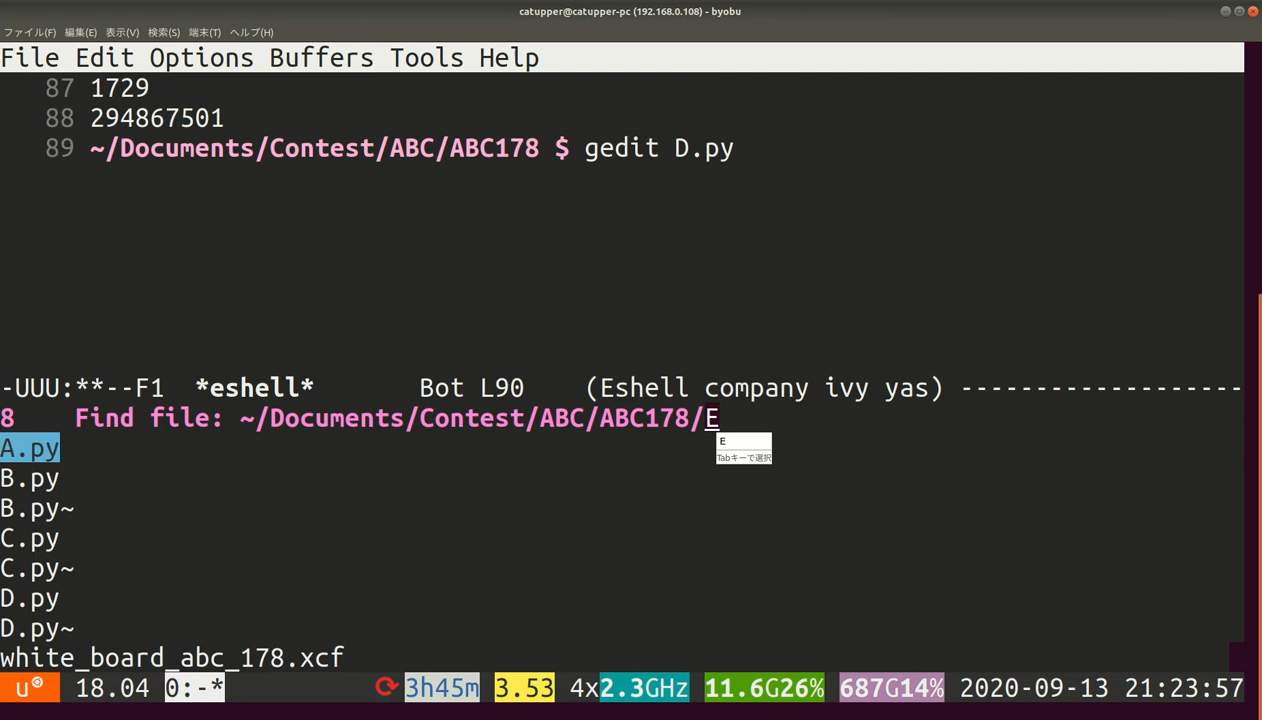 catupper@catupper-pc (192.168.0.108) - byobu
ファイル(F) 編集(E) 表示(V) 検索(S) 端末(T) ヘルプ(H)
File Edit Options Buffers Tools Help
87 1729
88 294867501
89 ~/Documents/Contest/ABC/ABC178 $ gedit D.py
-UUU:**--F1 *eshell* Bot L90 (Eshell company ivy yas) -------------------
8 Find file: ~/Documents/Contest/ABC/ABC178/E
E
Tabキーで選択
A.py
B.py
B.py~
C.py
C.py~
D.py
D.py~
white_board_abc_178.xcf
u 18.04 0:-* ⟳ 3h45m 3.53 4x2.3GHz 11.6G26% 687G14% 2020-09-13 21:23:57